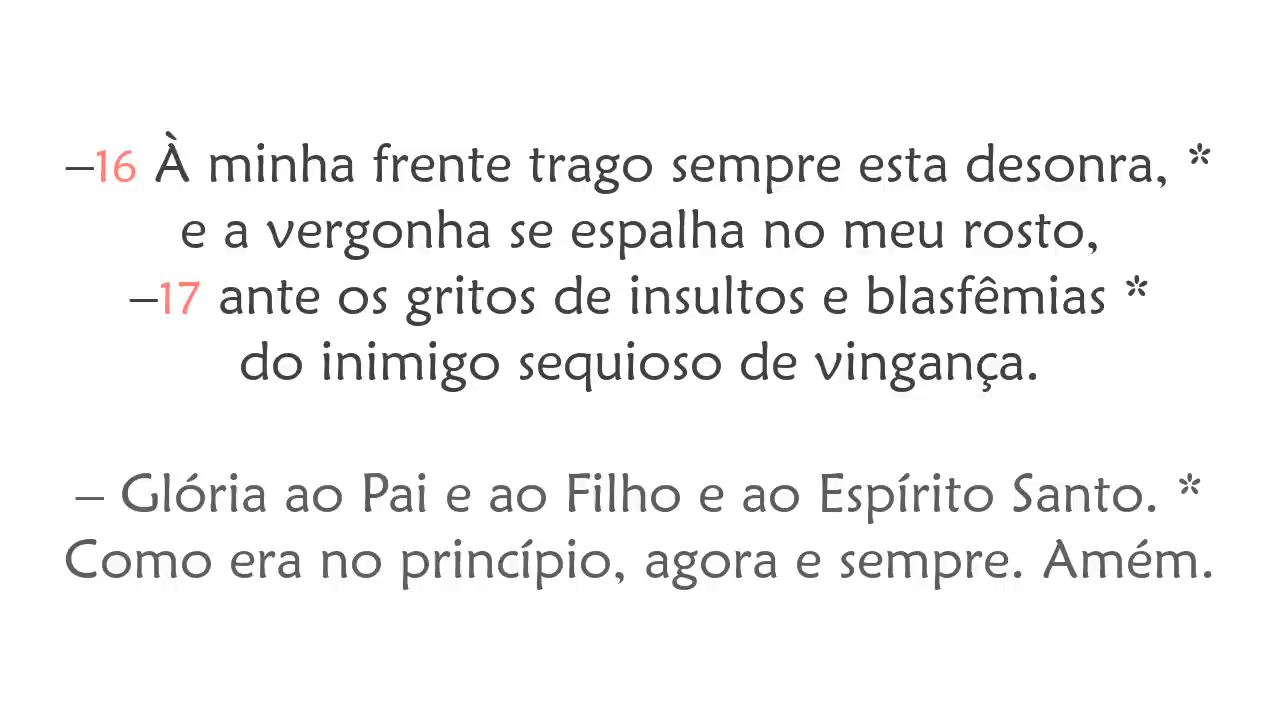 –16 À minha frente trago sempre esta desonra, *
e a vergonha se espalha no meu rosto,
–17 ante os gritos de insultos e blasfêmias *
do inimigo sequioso de vingança.
– Glória ao Pai e ao Filho e ao Espírito Santo. *
Como era no princípio, agora e sempre. Amém.